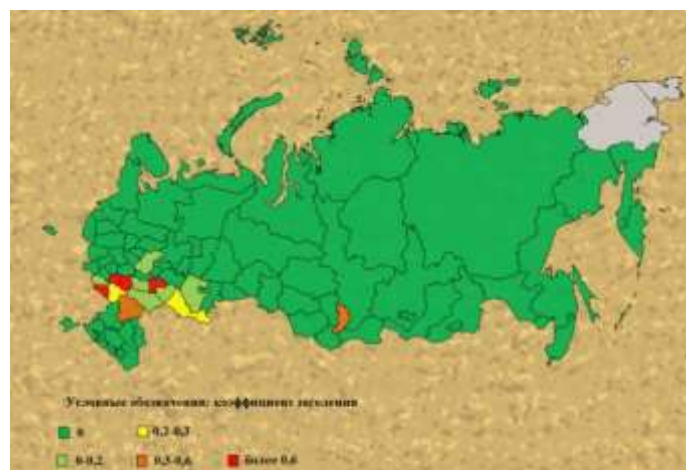 Условные обозначения: коэффициент заселения
0 0,2-0,3
0-0,2 0,3-0,6 более 0,6